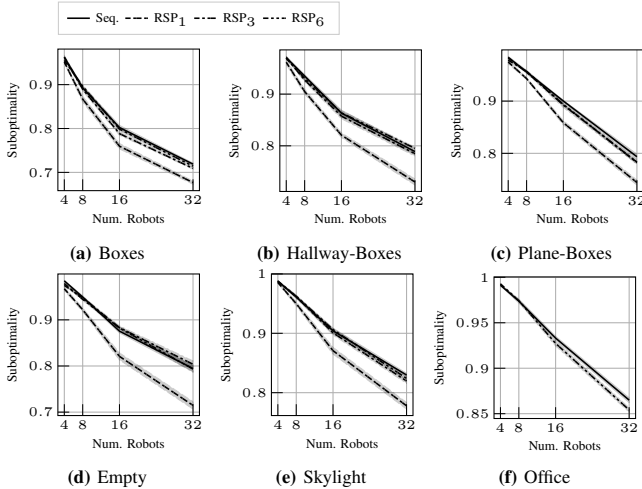 Seq. RSP1 RSP3 RSP6
0.9
0.8
0.7
Suboptimality
4 8 16 32
Num. Robots
(a) Boxes
0.9
0.8
Suboptimality
4 8 16 32
Num. Robots
(b) Hallway-Boxes
0.9
0.8
Suboptimality
4 8 16 32
Num. Robots
(c) Plane-Boxes
0.9
0.8
0.7
Suboptimality
4 8 16 32
Num. Robots
(d) Empty
1
0.9
0.8
Suboptimality
4 8 16 32
Num. Robots
(e) Skylight
1
0.95
0.9
0.85
Suboptimality
4 8 16 32
Num. Robots
(f) Office